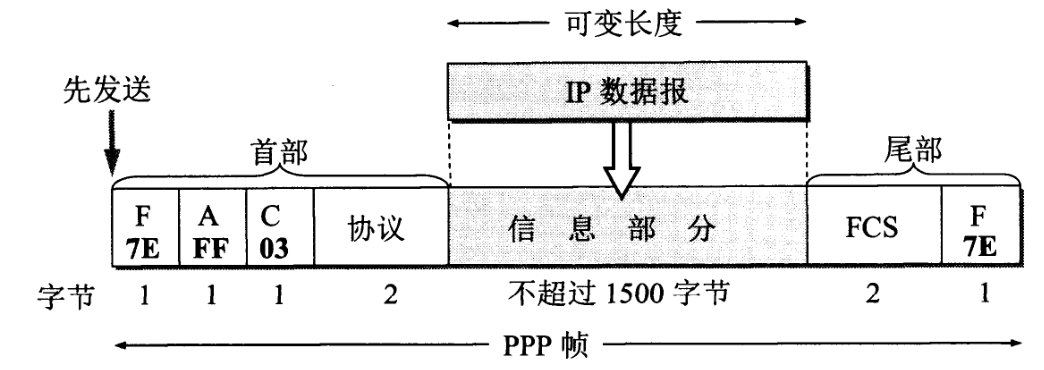 可变长度
先发送
IP 数据报
首部
尾部
F A C 协议 信息部分 FCS F
7E FF 03 7E
字节 1 1 1 2 不超过 1500 字节 2 1
PPP 帧